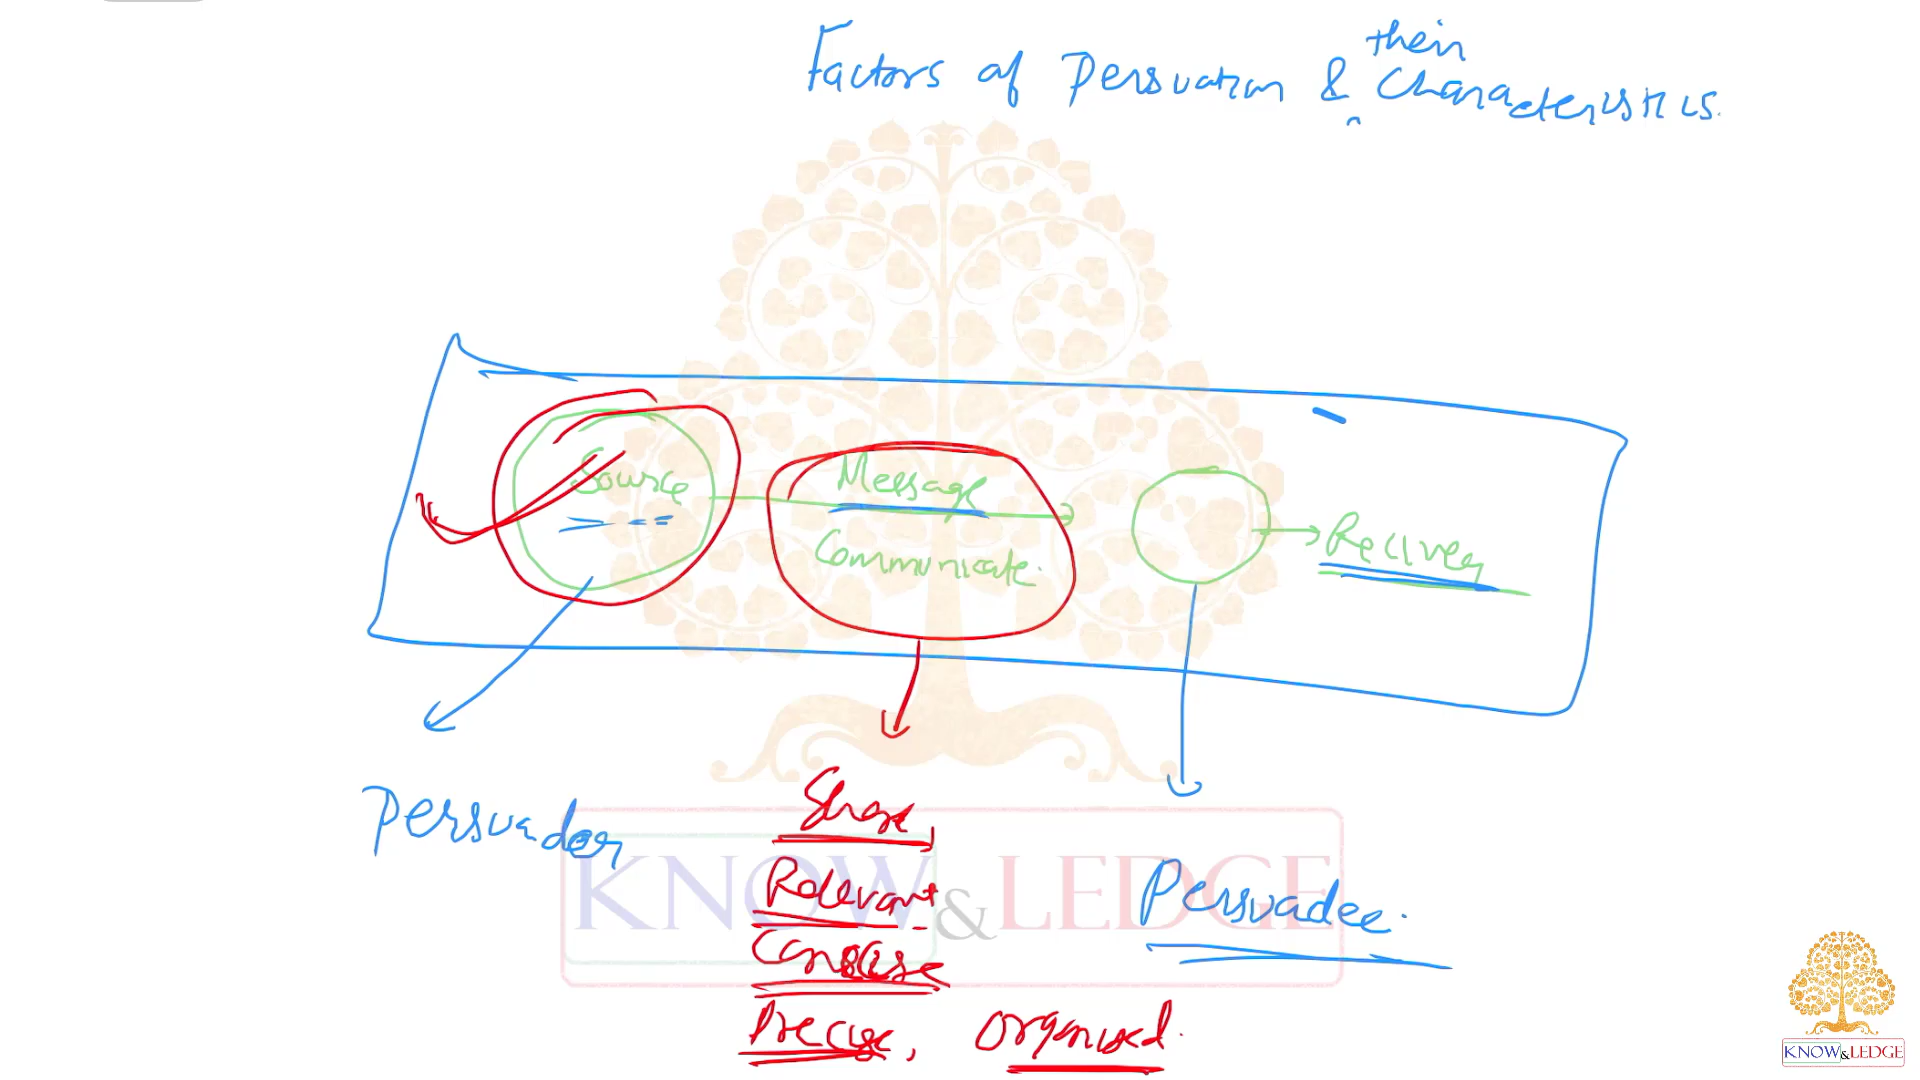 their
Factors of Persuation & Characteristics.
Source
Message
Communicate.
Reciver
Persuader
Relevant
Concise
Precise, Organised.
Persuadee.
KNOW&LEDGE
KNOW&LEDGE